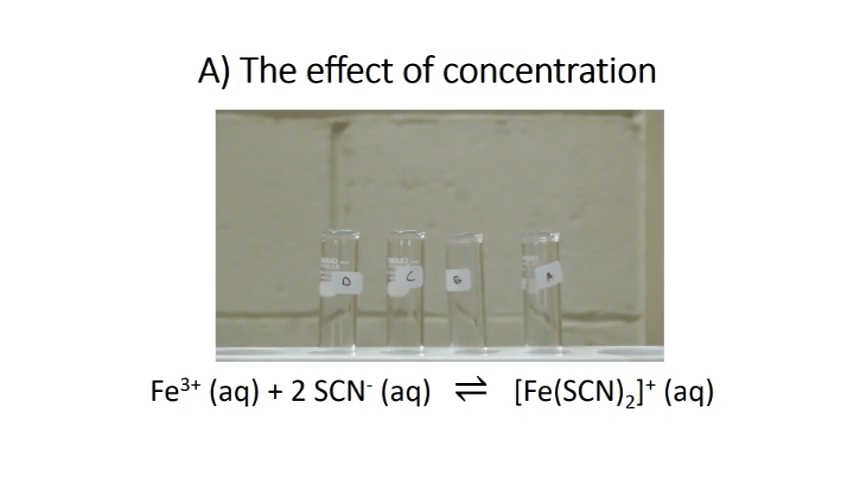 A) The effect of concentration
D
C
B
A
Fe³⁺ (aq) + 2 SCN⁻ (aq) ⇌ [Fe(SCN)₂]⁺ (aq)